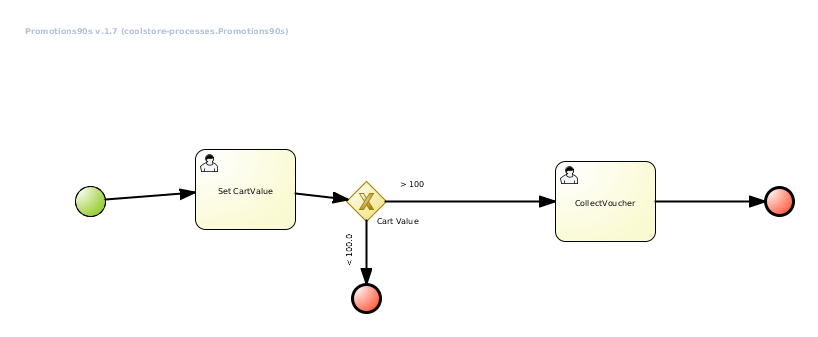 Promotions90s v.1.7 (coolstore-processes.Promotions90s)
Set CartValue
> 100
Cart Value
< 100.0
CollectVoucher